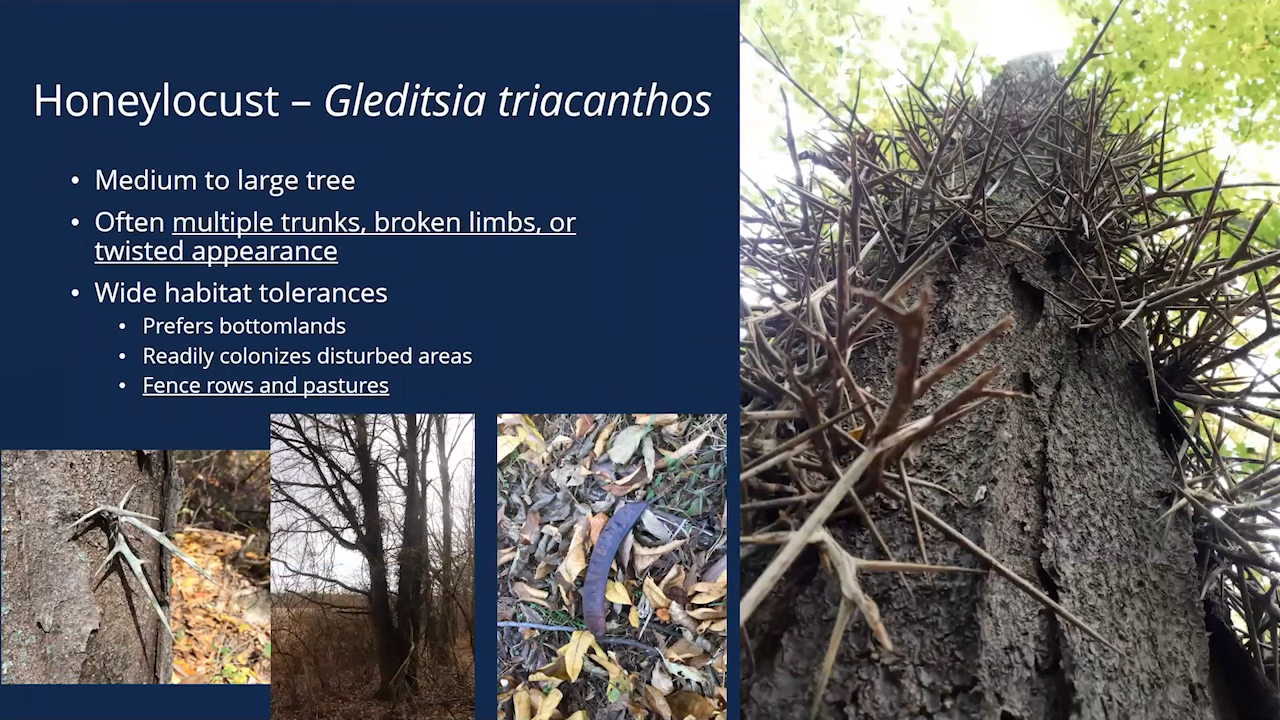 Honeylocust – Gleditsia triacanthos
• Medium to large tree
• Often multiple trunks, broken limbs, or
twisted appearance
• Wide habitat tolerances
• Prefers bottomlands
• Readily colonizes disturbed areas
• Fence rows and pastures